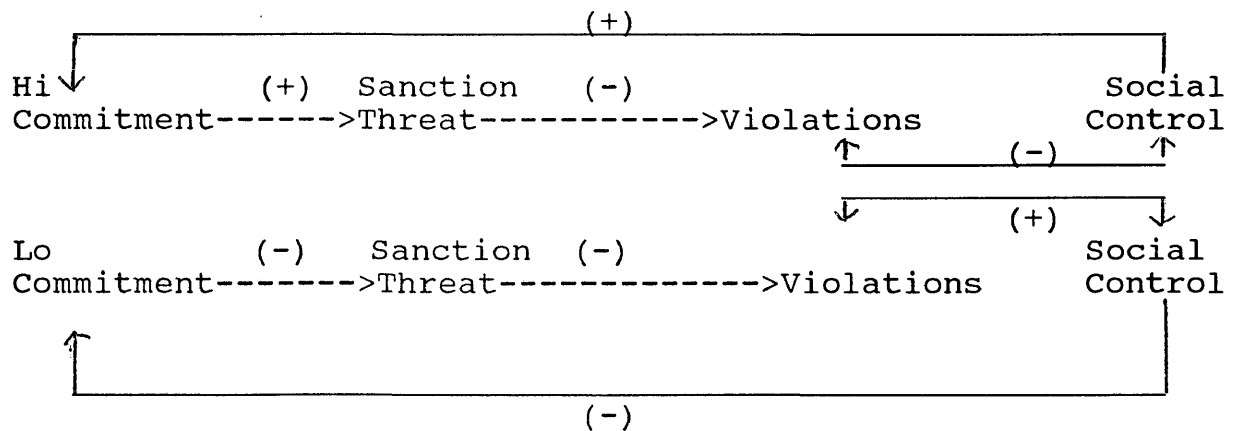 (+)
Hi (+) Sanction (-) Social
Commitment------>Threat----------->Violations Control
(-)
(+)
Lo (-) Sanction (-) Social
Commitment------->Threat------------->Violations Control
(-)